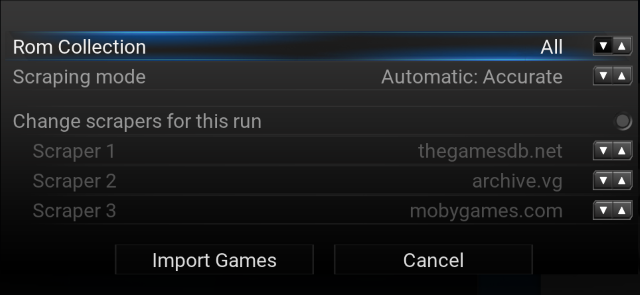 Rom Collection All
Scraping mode Automatic: Accurate
Change scrapers for this run
Scraper 1 thegamesdb.net
Scraper 2 archive.vg
Scraper 3 mobygames.com
Import Games Cancel